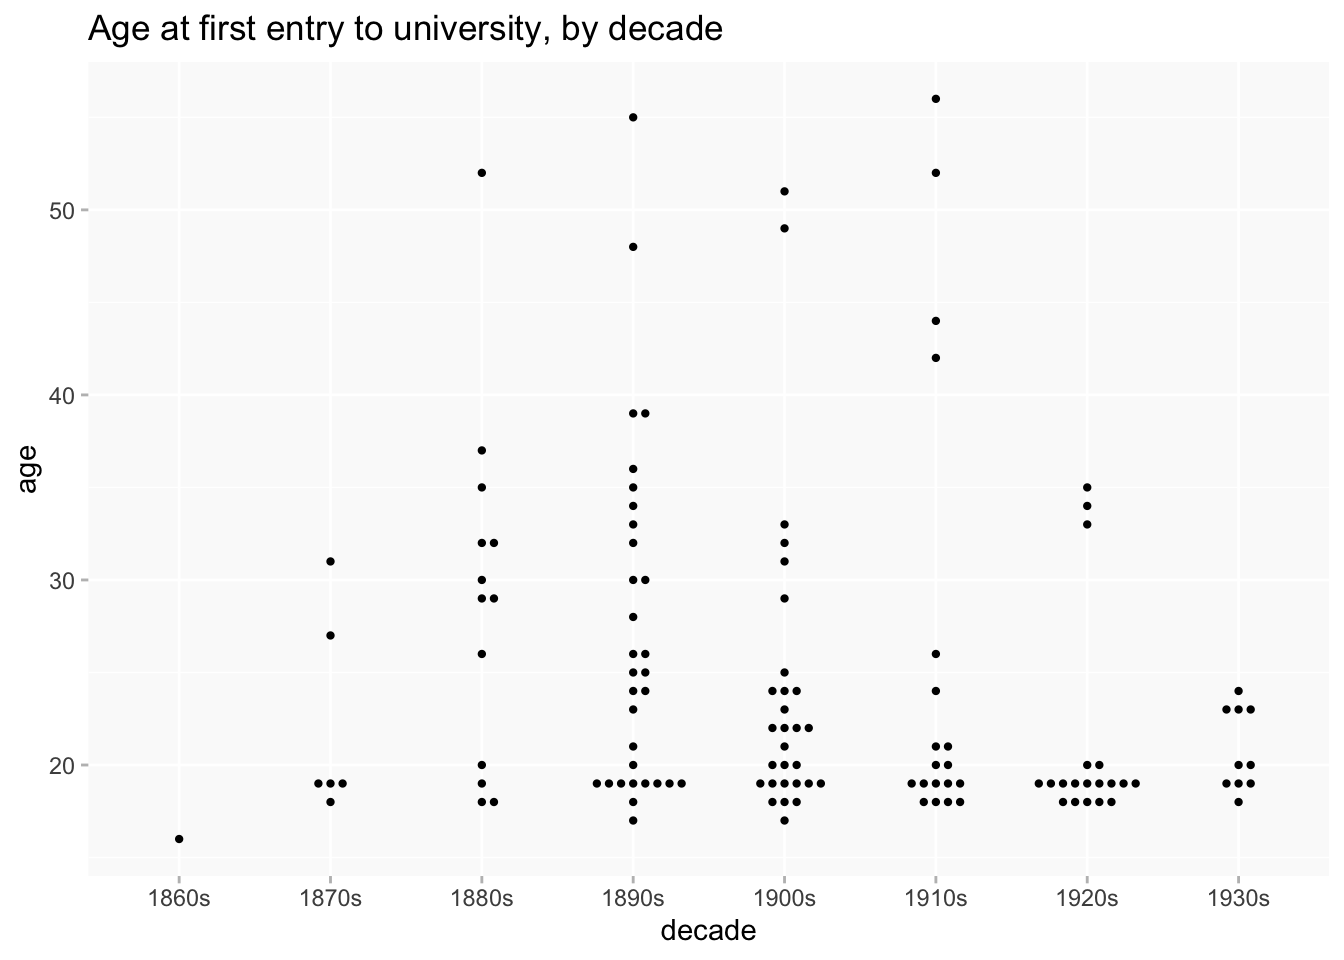 Age at first entry to university, by decade
50
40
30
20
age
1860s 1870s 1880s 1890s 1900s 1910s 1920s 1930s
decade